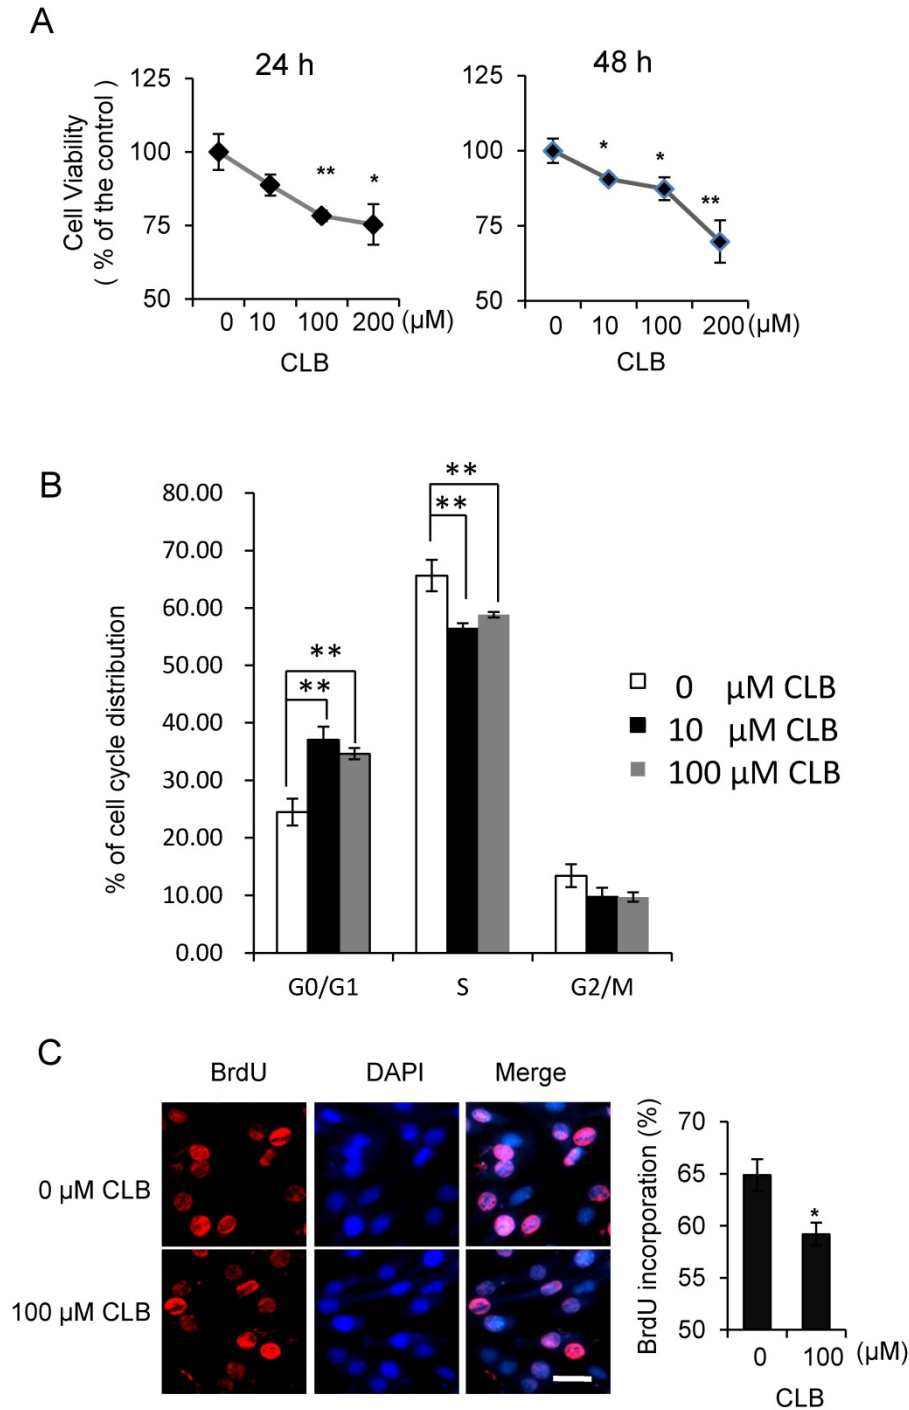 A
24 h
48 h
Cell Viability
( % of the control )
125
100
75
50
**
*
0 10 100 200 (μM)
CLB
125
100
75
50
*
*
**
0 10 100 200 (μM)
CLB
B
% of cell cycle distribution
80.00
70.00
60.00
50.00
40.00
30.00
20.00
10.00
0.00
**
**
**
**
G0/G1 S G2/M
0 μM CLB
10 μM CLB
100 μM CLB
C
BrdU DAPI Merge
0 μM CLB
100 μM CLB
BrdU incorporation (%)
70
65
60
55
50
*
0 100 (μM)
CLB